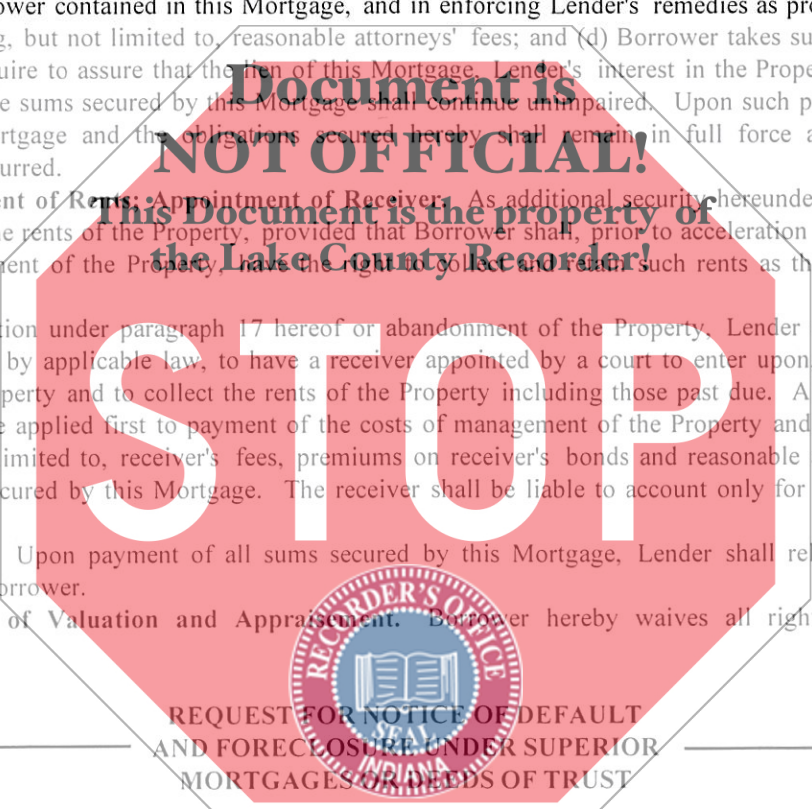 ower contained in this Mortgage, and in enforcing Lender's remedies as pro
g, but not limited to, reasonable attorneys' fees; and (d) Borrower takes su
uire to assure that the lien of this Mortgage, Lender's interest in the Prope
e sums secured by this Mortgage shall continue unimpaired. Upon such p
rtgage and the obligations secured hereby shall remain in full force a
urred.
ent of Rents; Appointment of Receiver. As additional security hereunde
e rents of the Property, provided that Borrower shall, prior to acceleration
ment of the Property, have the right to collect and retain such rents as th
Document is
NOT OFFICIAL!
This Document is the property of
the Lake County Recorder!
tion under paragraph 17 hereof or abandonment of the Property, Lender
by applicable law, to have a receiver appointed by a court to enter upon,
perty and to collect the rents of the Property including those past due. A
e applied first to payment of the costs of management of the Property and
imited to, receiver's fees, premiums on receiver's bonds and reasonable
cured by this Mortgage. The receiver shall be liable to account only for
STOP
Upon payment of all sums secured by this Mortgage, Lender shall rel
orrower.
of Valuation and Appraisement. Borrower hereby waives all righ
RECORDER'S OFFICE
SEAL
INDIANA
REQUEST FOR NOTICE OF DEFAULT
AND FORECLOSURE UNDER SUPERIOR
MORTGAGES OR DEEDS OF TRUST